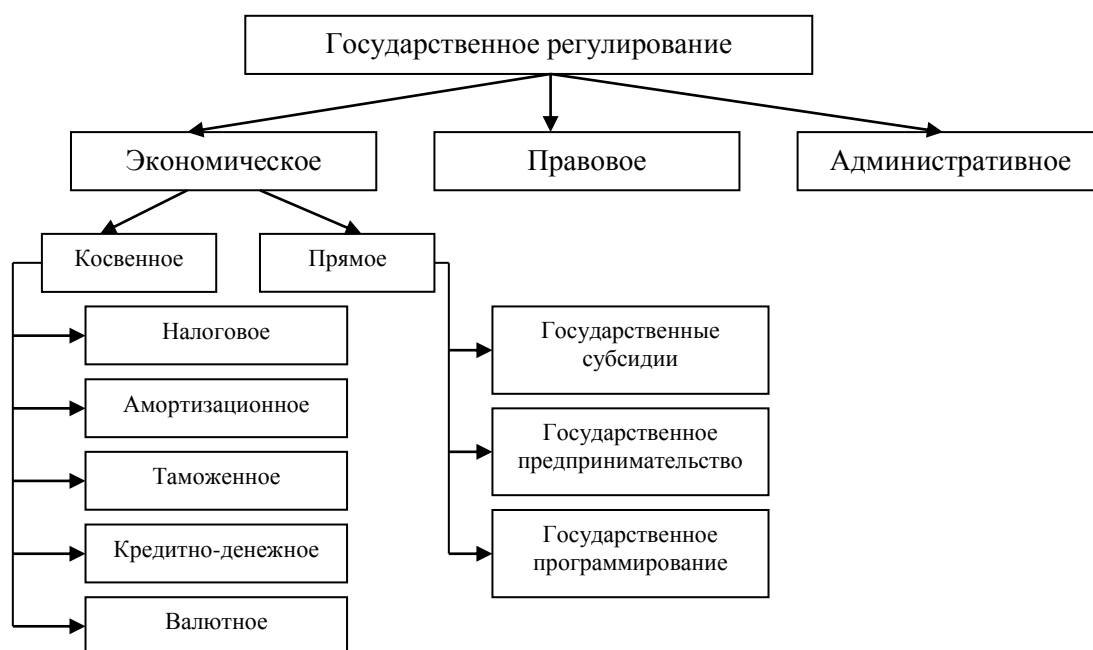 Государственное регулирование
Экономическое
Правовое
Административное
Косвенное
Прямое
Налоговое
Амортизационное
Таможенное
Кредитно-денежное
Валютное
Государственные
субсидии
Государственное
предпринимательство
Государственное
программирование